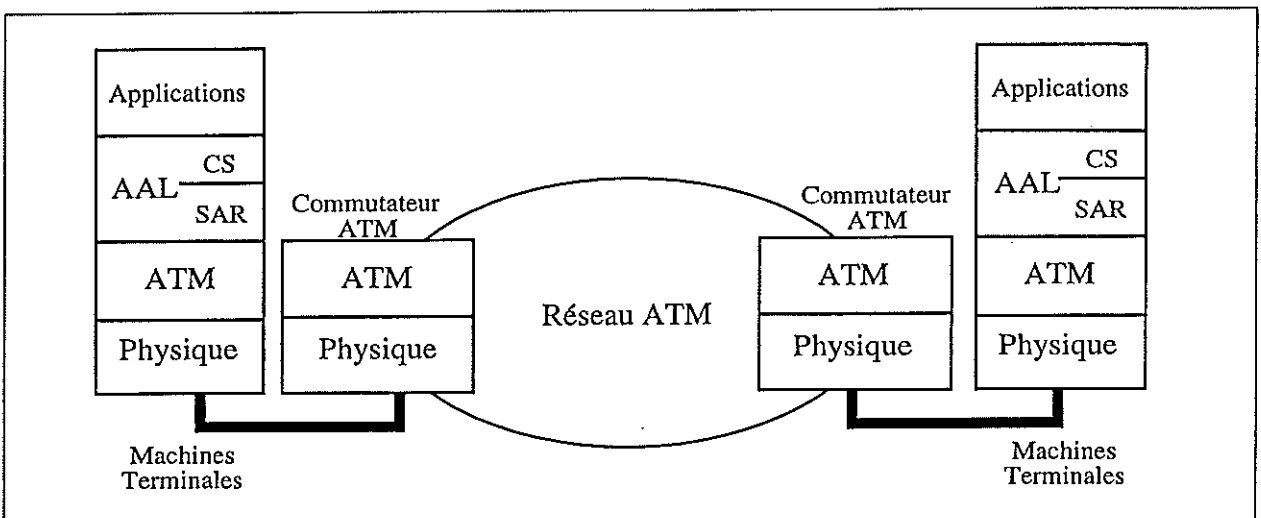 Applications
CS
AAL
SAR
ATM
Physique
Machines
Terminales
Commutateur
ATM
ATM
Physique
Réseau ATM
Commutateur
ATM
ATM
Physique
Applications
CS
AAL
SAR
ATM
Physique
Machines
Terminales